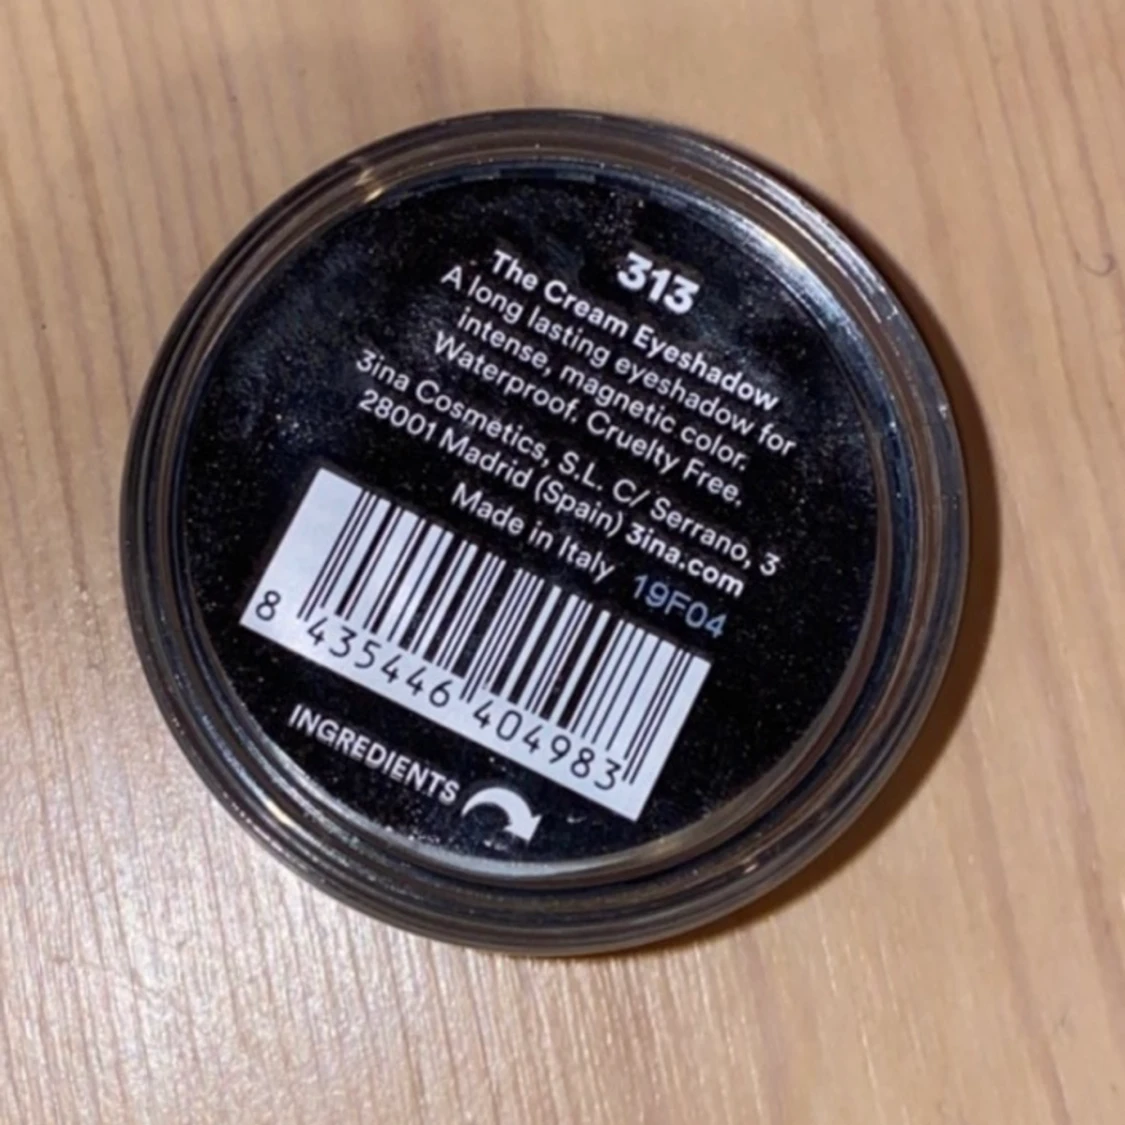 313
The Cream Eyeshadow
A long lasting eyeshadow for
intense, magnetic color.
Waterproof. Cruelty Free.
3ina Cosmetics, S.L. C/ Serrano, 3
28001 Madrid (Spain) 3ina.com
Made in Italy 19F04
8 435446 404983
INGREDIENTS